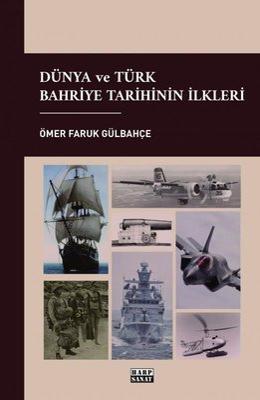 DÜNYA ve TÜRK
BAHRİYE TARİHİNİN İLKLERİ
ÖMER FARUK GÜLBAHÇE
HARP
SANAT